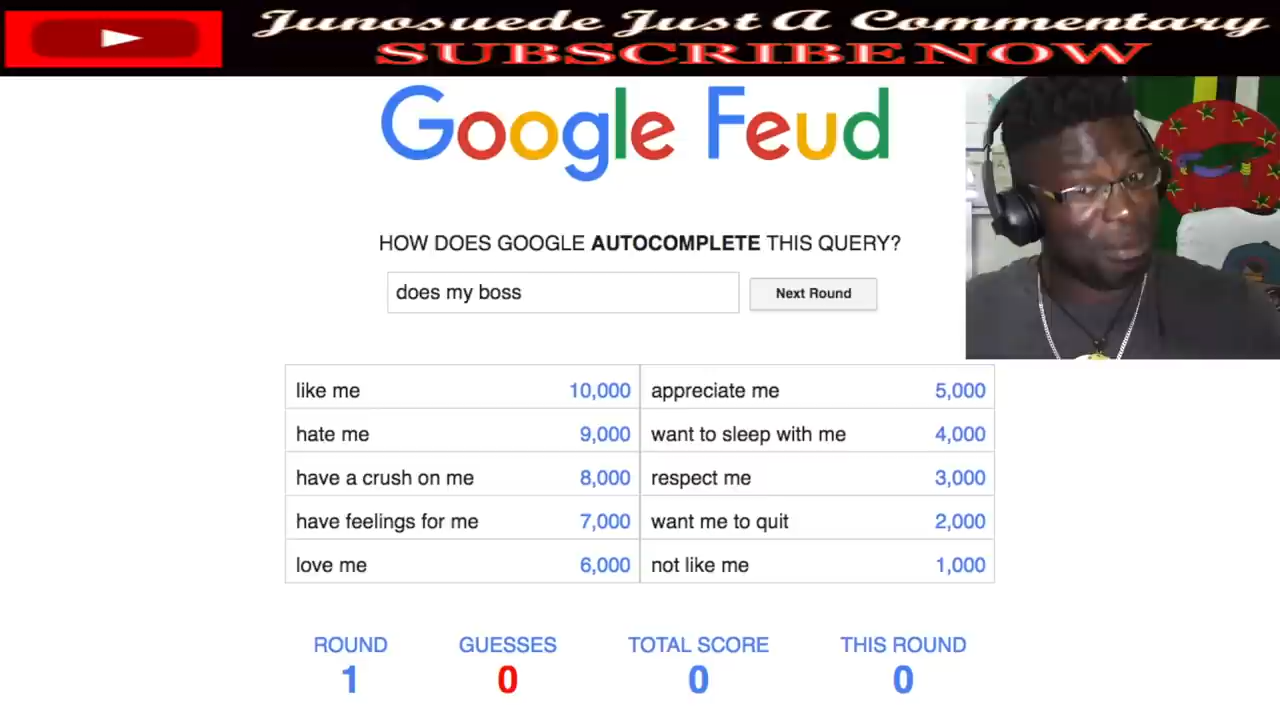 Junosuede Just A Commentary
SUBSCRIBE NOW
Google Feud
HOW DOES GOOGLE AUTOCOMPLETE THIS QUERY?
does my boss
Next Round
like me 10,000
hate me 9,000
have a crush on me 8,000
have feelings for me 7,000
love me 6,000
appreciate me 5,000
want to sleep with me 4,000
respect me 3,000
want me to quit 2,000
not like me 1,000
ROUND GUESSES TOTAL SCORE THIS ROUND
1 0 0 0